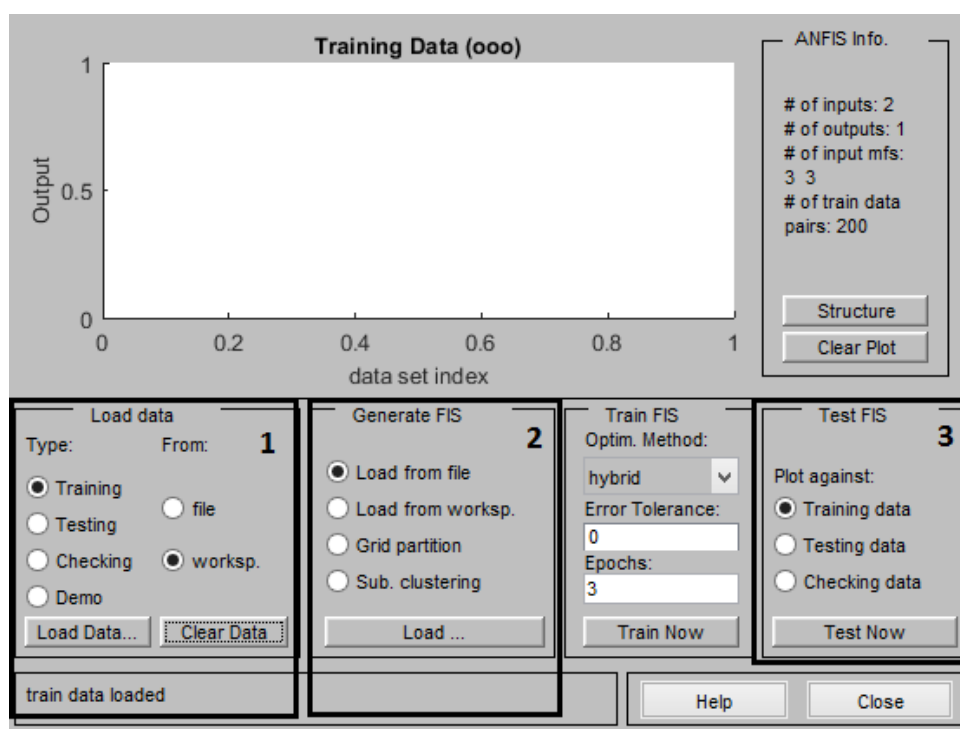 Training Data (ooo)
1
0.5
0
Output
0
0.2
0.4
0.6
0.8
1
data set index
ANFIS Info.
# of inputs: 2
# of outputs: 1
# of input mfs:
3 3
# of train data
pairs: 200
Structure
Clear Plot
Load data
1
Type:
From:
Training
Testing
Checking
Demo
file
worksp.
Load Data...
Clear Data
Generate FIS
2
Load from file
Load from worksp.
Grid partition
Sub. clustering
Load ...
Train FIS
Optim. Method:
hybrid
Error Tolerance:
0
Epochs:
3
Train Now
Test FIS
3
Plot against:
Training data
Testing data
Checking data
Test Now
train data loaded
Help
Close